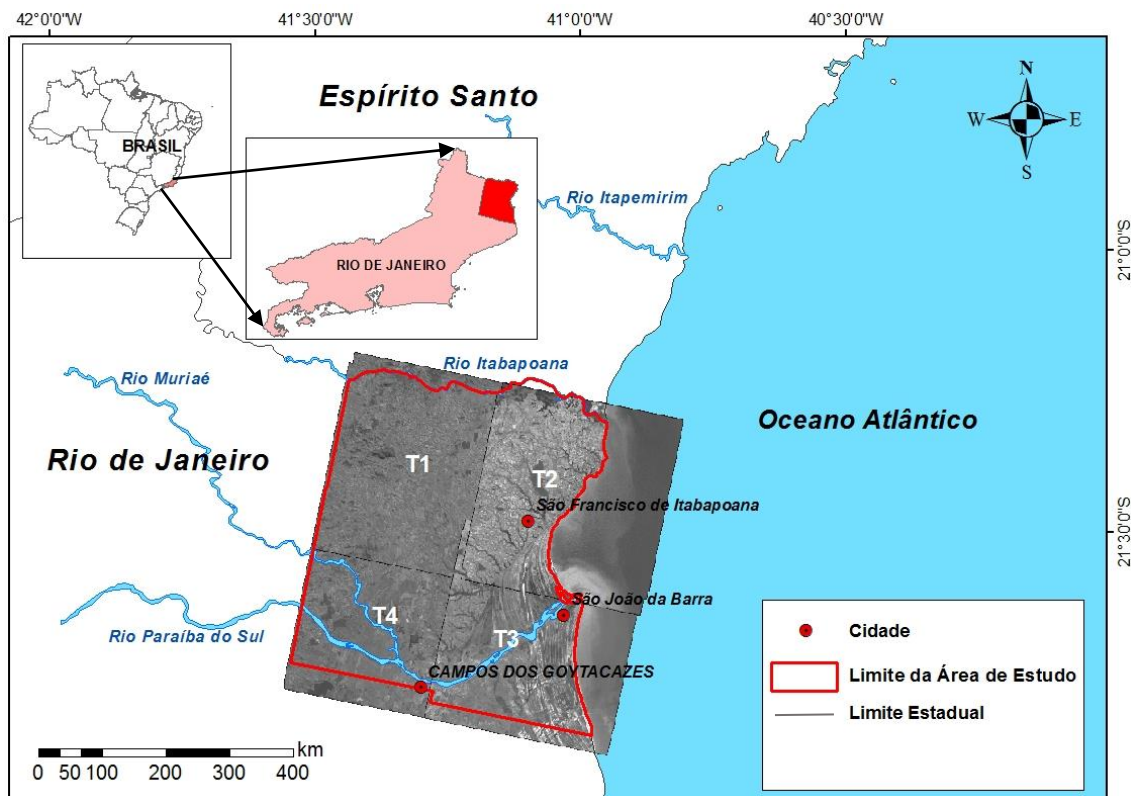 42°0'0"W 41°30'0"W 41°0'0"W 40°30'0"W
BRASIL
Espírito Santo
N
W E
S
RIO DE JANEIRO
Rio Itapemirim
21°0'0"S
Rio Itabapoana
Rio Muriaé
Oceano Atlântico
Rio de Janeiro
T1
T2
São Francisco de Itabapoana
21°30'0"S
São João da Barra
T4
T3
Rio Paraíba do Sul
CAMPOS DOS GOYTACAZES
Cidade
Limite da Área de Estudo
Limite Estadual
km
0 50 100 200 300 400